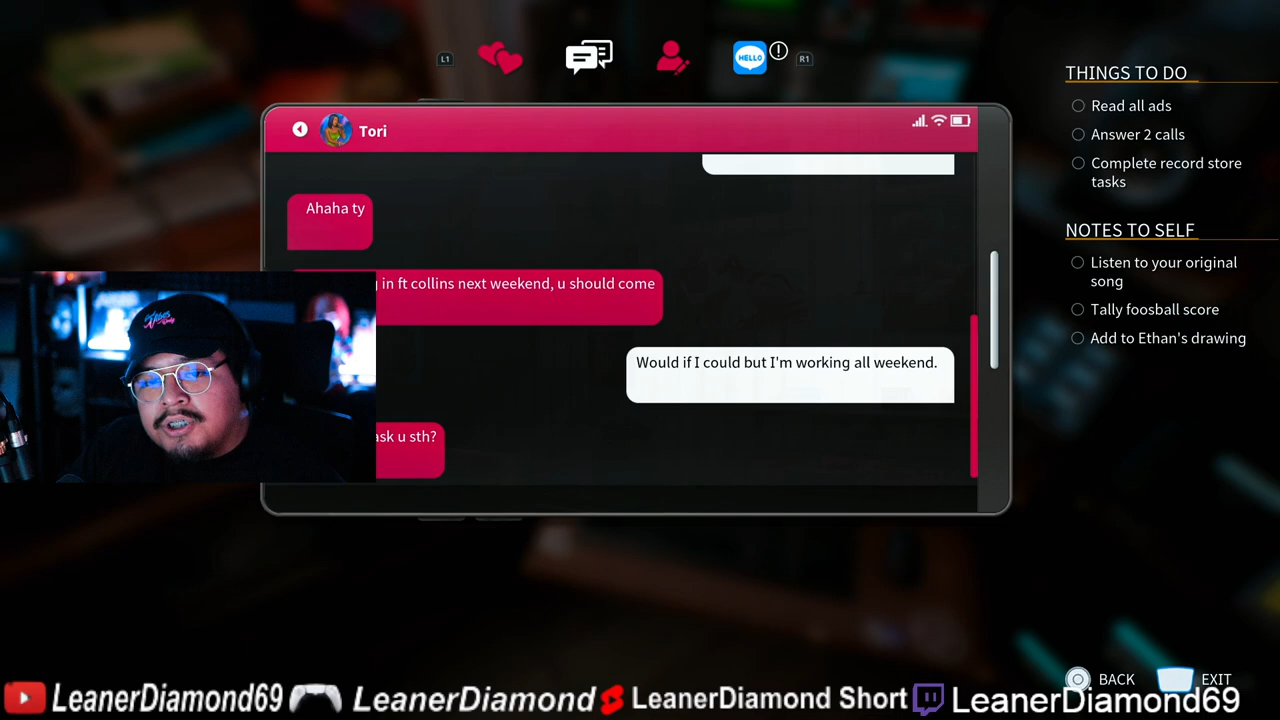 L1
HELLO
R1
THINGS TO DO
Read all ads
Answer 2 calls
Complete record store
tasks
NOTES TO SELF
Listen to your original
song
Tally foosball score
Add to Ethan's drawing
Tori
Ahaha ty
in ft collins next weekend, u should come
Would if I could but I'm working all weekend.
ask u sth?
BACK
EXIT
LeanerDiamond69
LeanerDiamond
LeanerDiamond Short
LeanerDiamond69